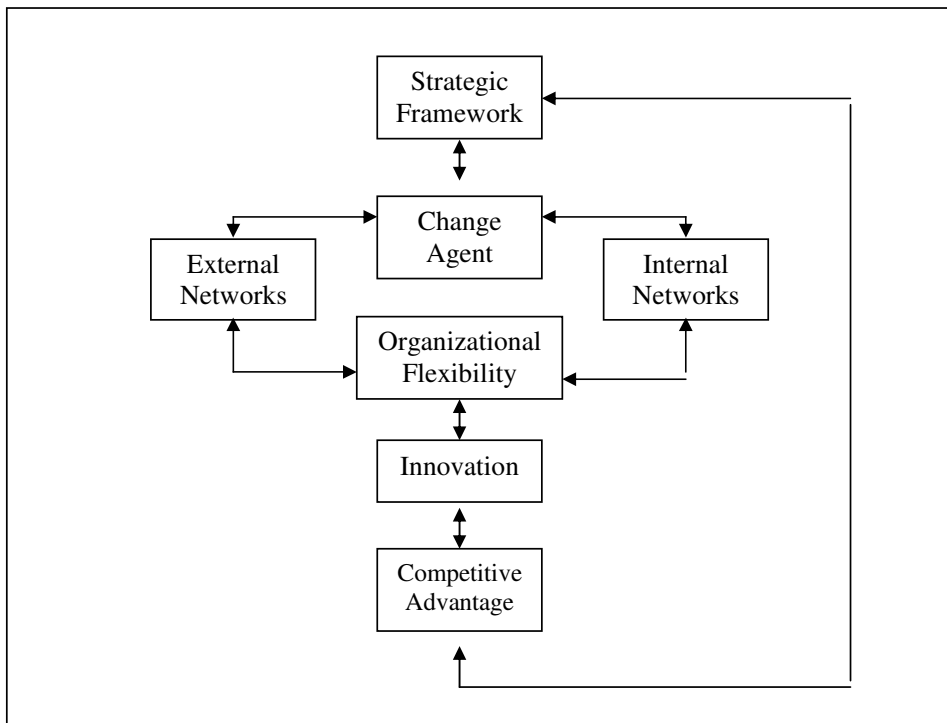 Strategic
Framework
Change
Agent
External
Networks
Internal
Networks
Organizational
Flexibility
Innovation
Competitive
Advantage